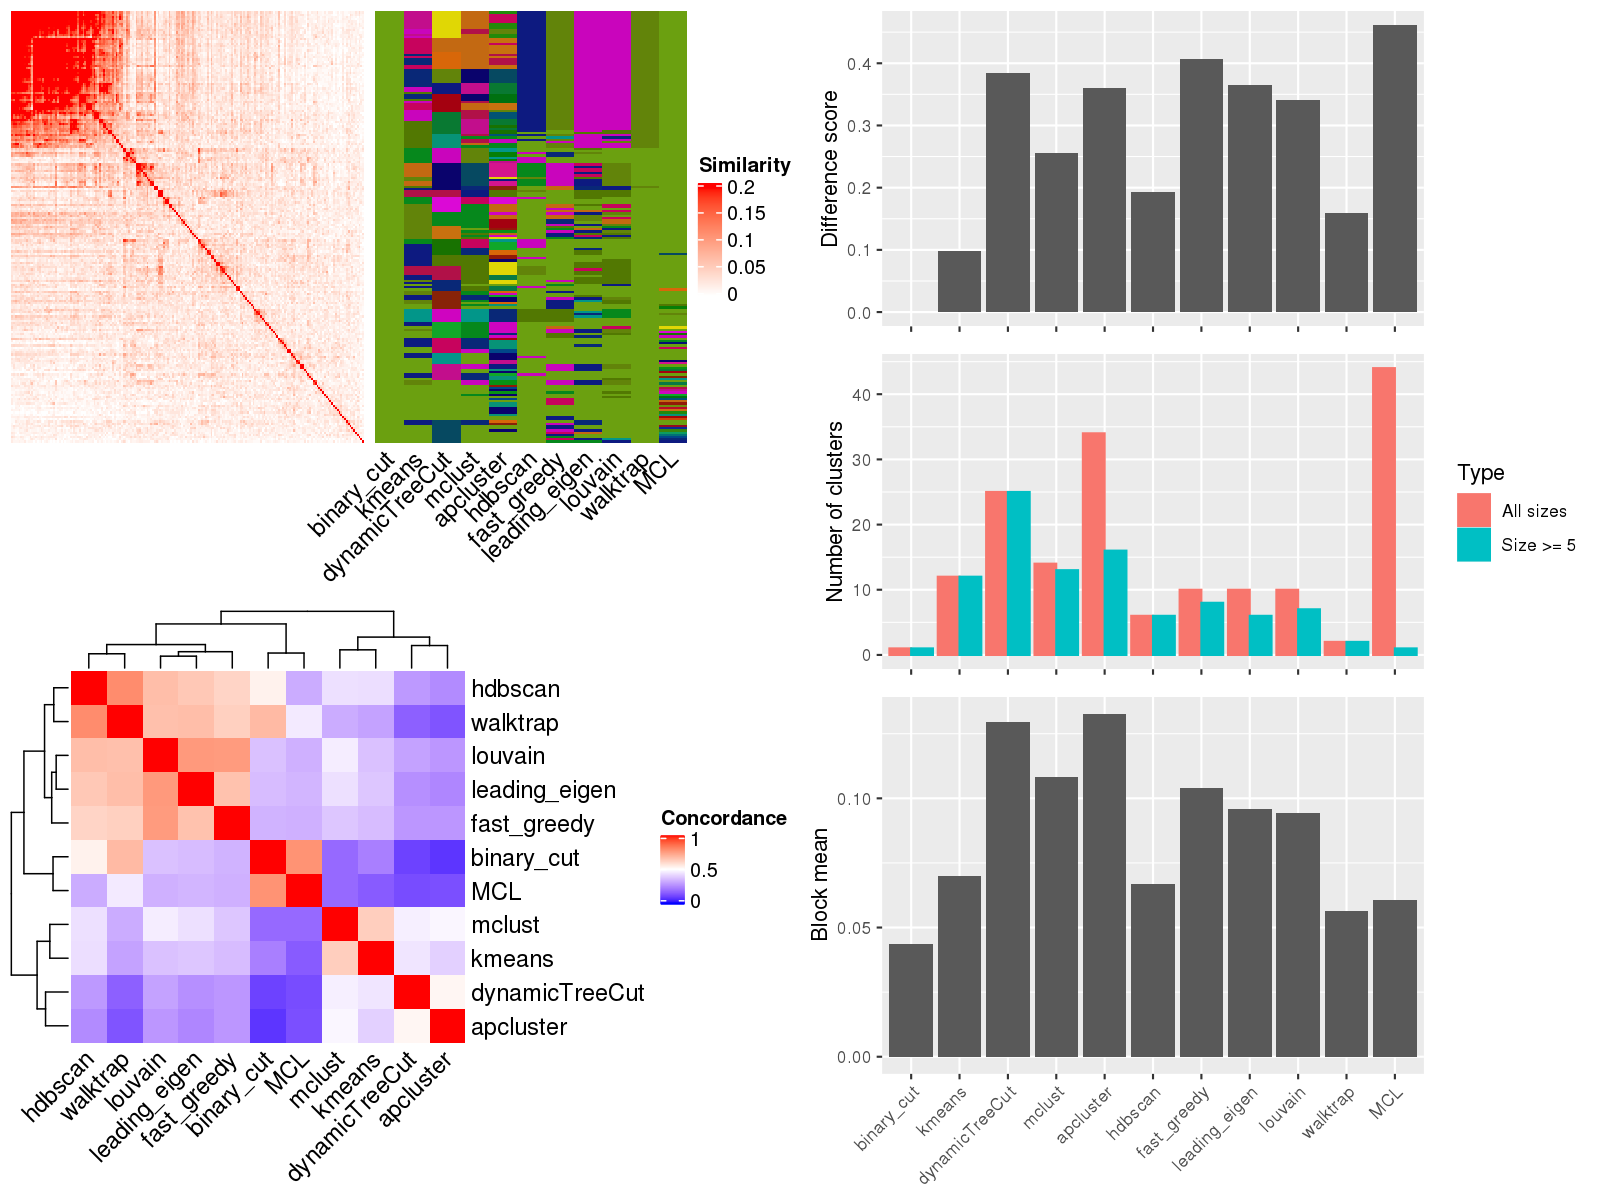 Similarity
0.2
0.15
0.1
0.05
0
binary_cut
kmeans
dynamicTreeCut
mclust
apcluster
hdbscan
fast_greedy
leading_eigen
louvain
walktrap
MCL
hdbscan
walktrap
louvain
leading_eigen
fast_greedy
binary_cut
MCL
mclust
kmeans
dynamicTreeCut
apcluster
Concordance
1
0.5
0
hdbscan
walktrap
louvain
leading_eigen
fast_greedy
binary_cut
MCL
mclust
kmeans
dynamicTreeCut
apcluster
Difference score
0.4
0.3
0.2
0.1
0.0
Number of clusters
40
30
20
10
0
Type
All sizes
Size >= 5
Block mean
0.10
0.05
0.00
binary_cut
kmeans
dynamicTreeCut
mclust
apcluster
hdbscan
fast_greedy
leading_eigen
louvain
walktrap
MCL